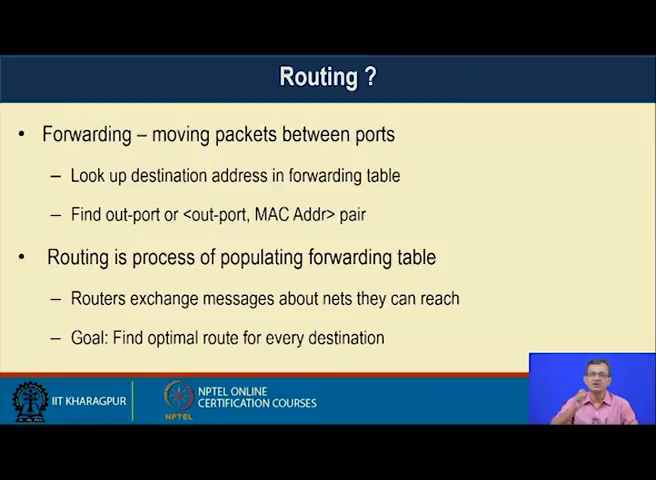 Routing ?
• Forwarding – moving packets between ports
– Look up destination address in forwarding table
– Find out-port or <out-port, MAC Addr> pair
• Routing is process of populating forwarding table
– Routers exchange messages about nets they can reach
– Goal: Find optimal route for every destination
IIT KHARAGPUR
NPTEL ONLINE
CERTIFICATION COURSES
NPTEL